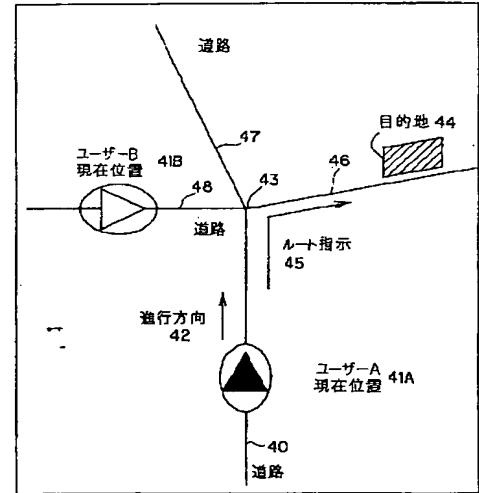 道路
47
目的地 44
ユーザーB
現在位置 41B
46
43
48
道路
ルート指示
45
進行方向
42
ユーザーA
現在位置 41A
40
道路